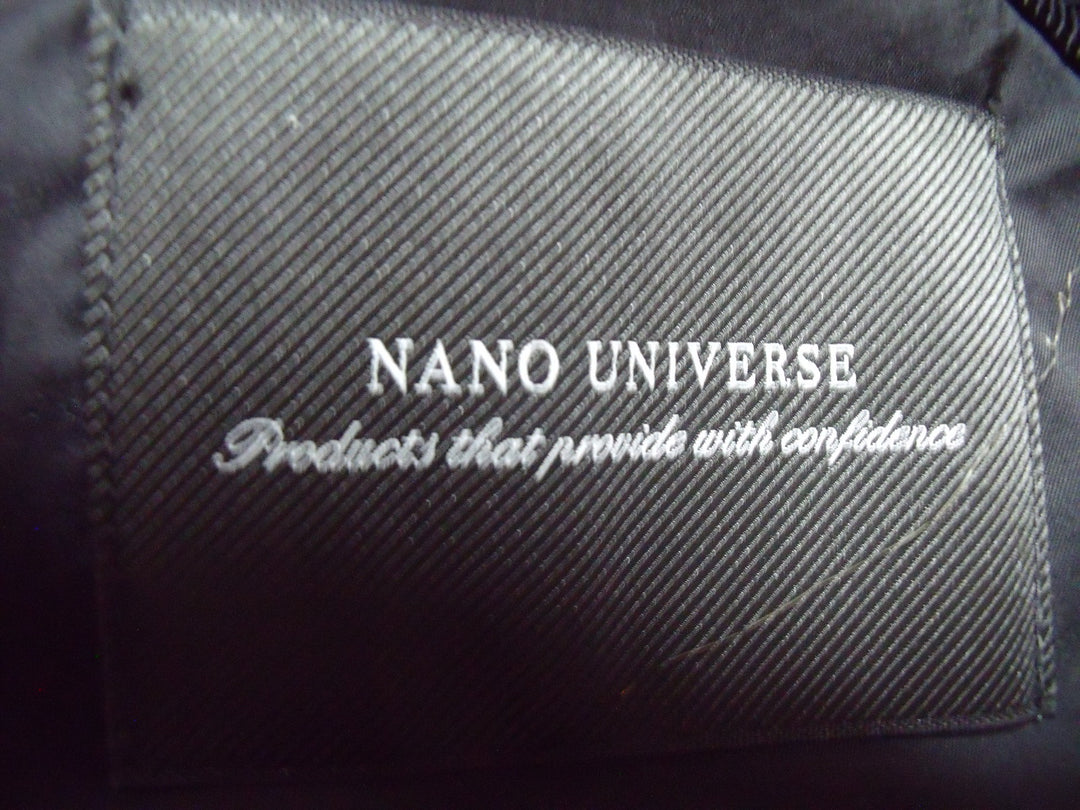 NANO UNIVERSE
Products that provide with confidence